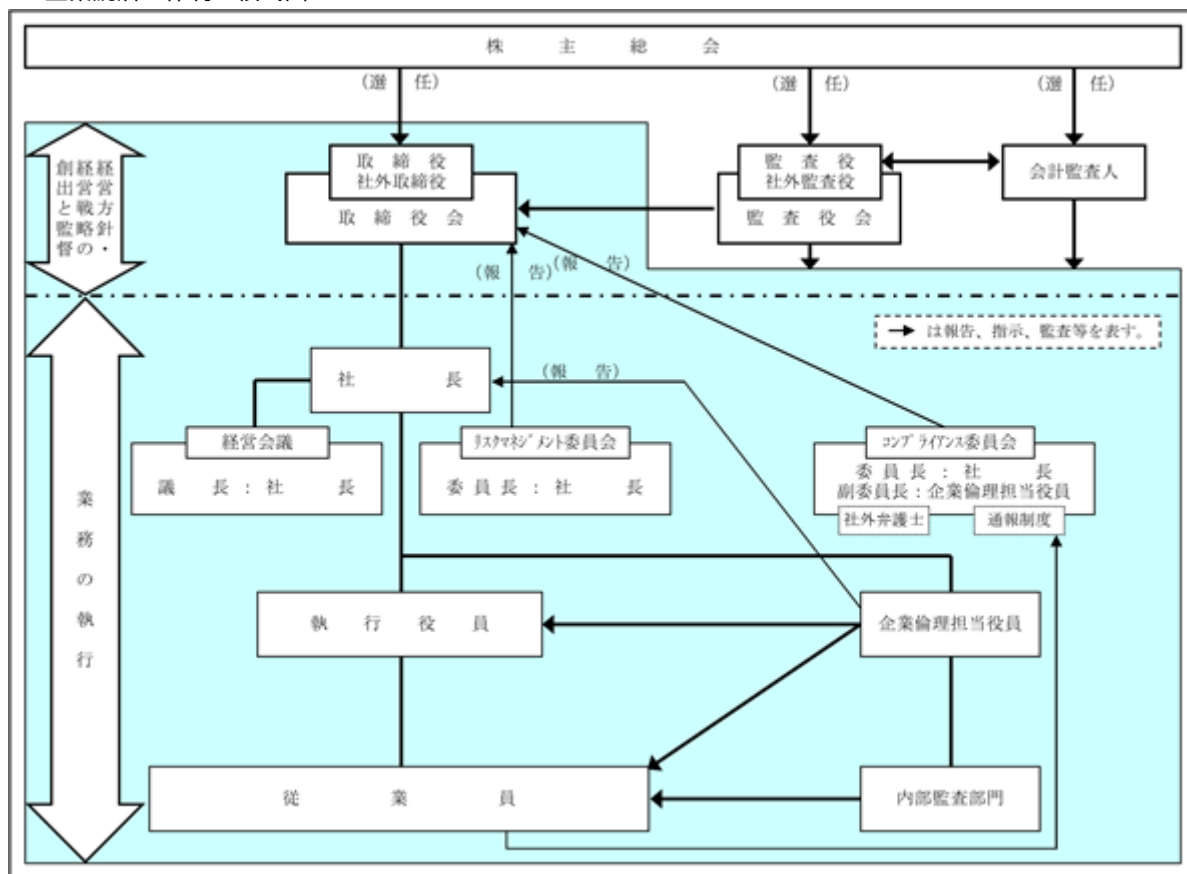 株主総会
(選任)
(選任)
(選任)
経営方針・
経営戦略の
創出と監督
取締役
社外取締役
取締役会
監査役
社外監査役
監査役会
会計監査人
(報告)
(報告)
→は報告、指示、監査等を表す。
社長
(報告)
経営会議
議長:社長
ﾘｽｸﾏﾈｼﾞﾒﾝﾄ委員会
委員長:社長
ｺﾝﾌﾟﾗｲｱﾝｽ委員会
委員長:社長
副委員長:企業倫理担当役員
社外弁護士
通報制度
業務の執行
執行役員
企業倫理担当役員
従業員
内部監査部門